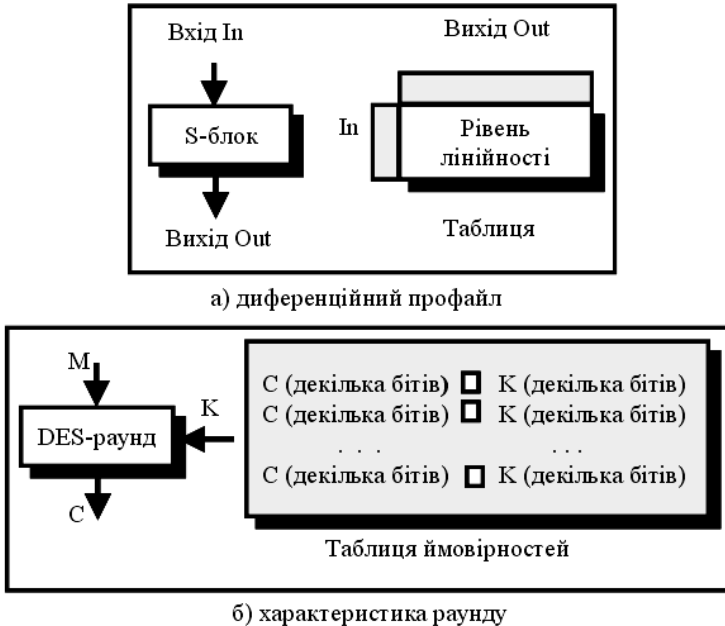 Вхід In
Вихід Out
S-блок
In
Рівень
лінійності
Вихід Out
Таблиця
а) диференційний профайл
M
K
DES-раунд
C
C (декілька бітів) K (декілька бітів)
C (декілька бітів) K (декілька бітів)
. . . . . .
C (декілька бітів) K (декілька бітів)
Таблиця ймовірностей
б) характеристика раунду